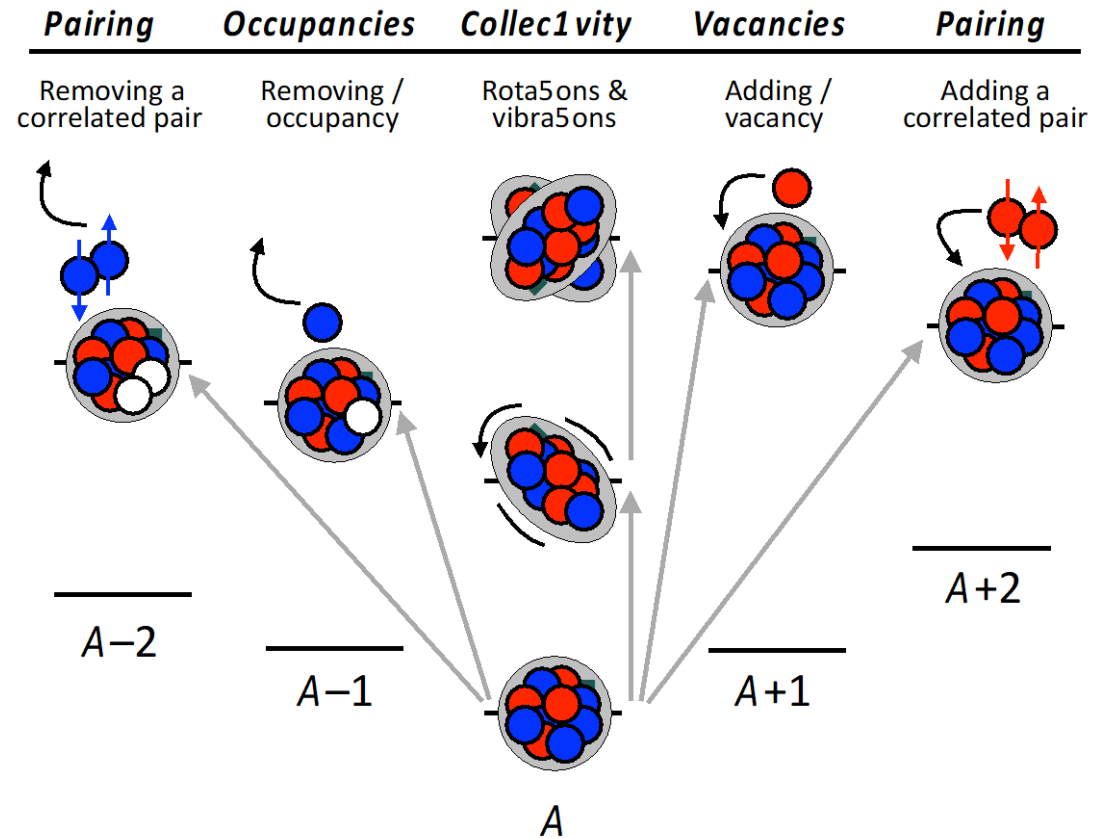 Pairing Occupancies Collec1vity Vacancies Pairing
Removing a
correlated pair
Removing /
occupancy
Rota5ons &
vibra5ons
Adding /
vacancy
Adding a
correlated pair
A–2
A–1
A
A+1
A+2